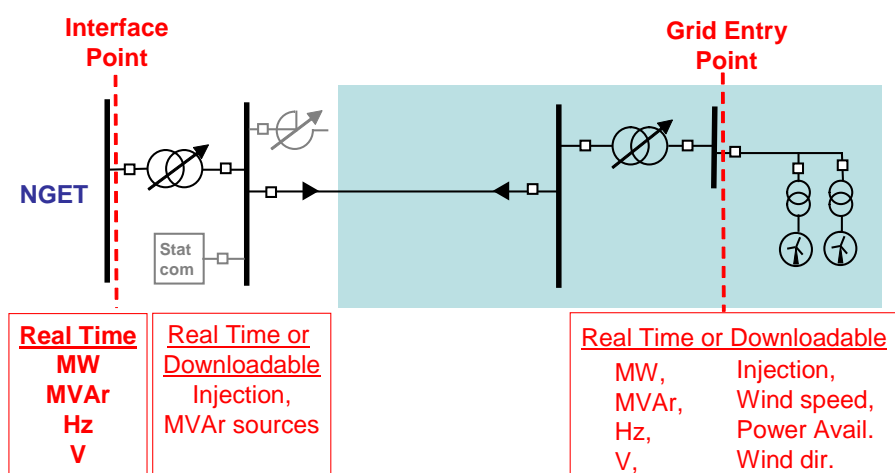 Interface
Point
Grid Entry
Point
NGET
Stat
com
Real Time
MW
MVAr
Hz
V
Real Time or
Downloadable
Injection,
MVAr sources
Real Time or Downloadable
MW, Injection,
MVAr, Wind speed,
Hz, Power Avail.
V, Wind dir.